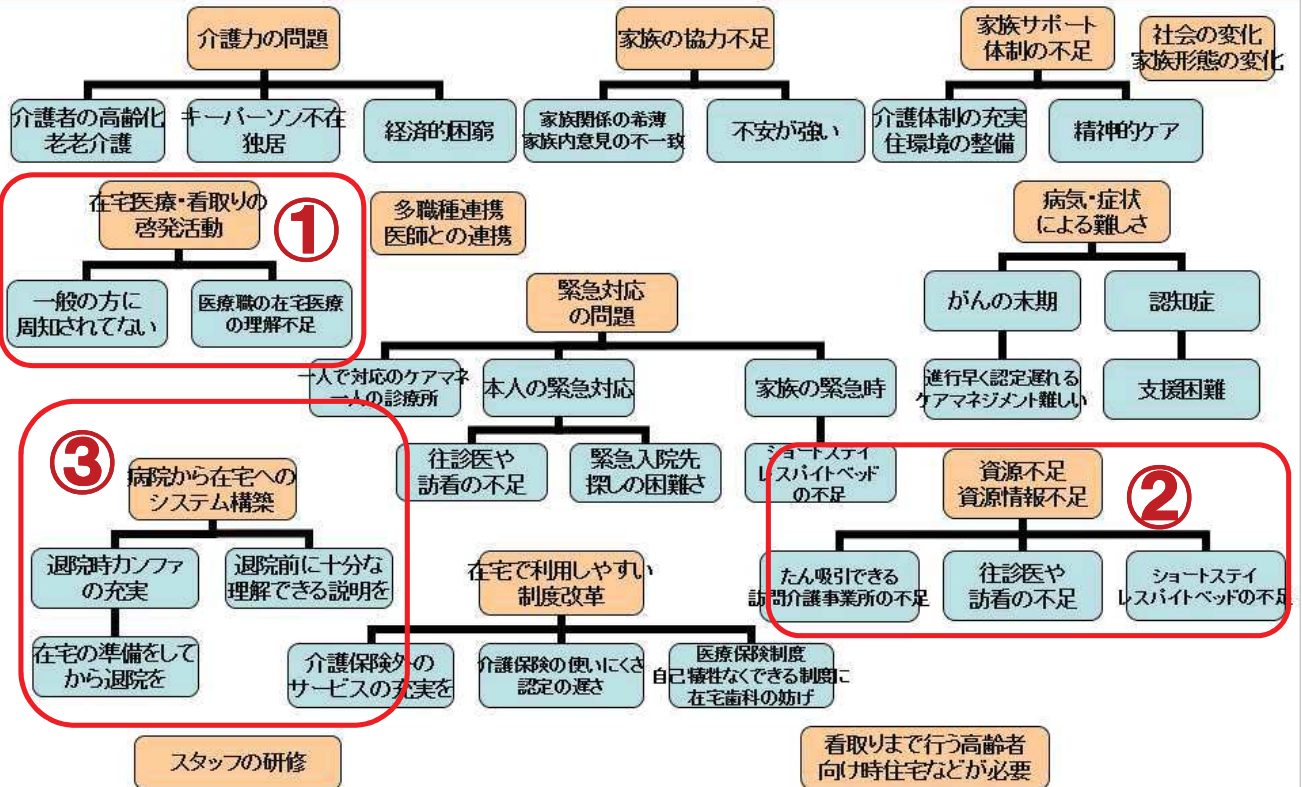 介護力の問題
家族の協力不足
家族サポート
体制の不足
社会の変化
家族形態の変化
介護者の高齢化
老老介護
キーパーソン不在
独居
経済的困窮
家族関係の希薄
家族内意見の不一致
不安が強い
介護体制の充実
住環境の整備
精神的ケア
在宅医療・看取りの
啓発活動
①
一般の方に
周知されてない
医療職の在宅医療
の理解不足
多職種連携
医師との連携
病気・症状
による難しさ
がんの末期
認知症
進行早く認定遅れる
ケアマネジメント難しい
支援困難
緊急対応
の問題
一人で対応のケアマネ
一人の診療所
本人の緊急対応
家族の緊急時
往診医や
訪看の不足
緊急入院先
探しの困難さ
ショートステイ
レスパイトベッド
の不足
③
病院から在宅への
システム構築
退院時カンファ
の充実
退院前に十分な
理解できる説明を
在宅の準備をして
から退院を
資源不足
資源情報不足
②
たん吸引できる
訪問介護事業所の不足
往診医や
訪看の不足
ショートステイ
レスパイトベッドの不足
在宅で利用しやすい
制度改革
介護保険外の
サービスの充実を
介護保険の使いにくさ
認定の遅さ
医療保険制度
自己犠牲なくできる制度に
在宅歯科の妨げ
スタッフの研修
看取りまで行う高齢者
向け時住宅などが必要